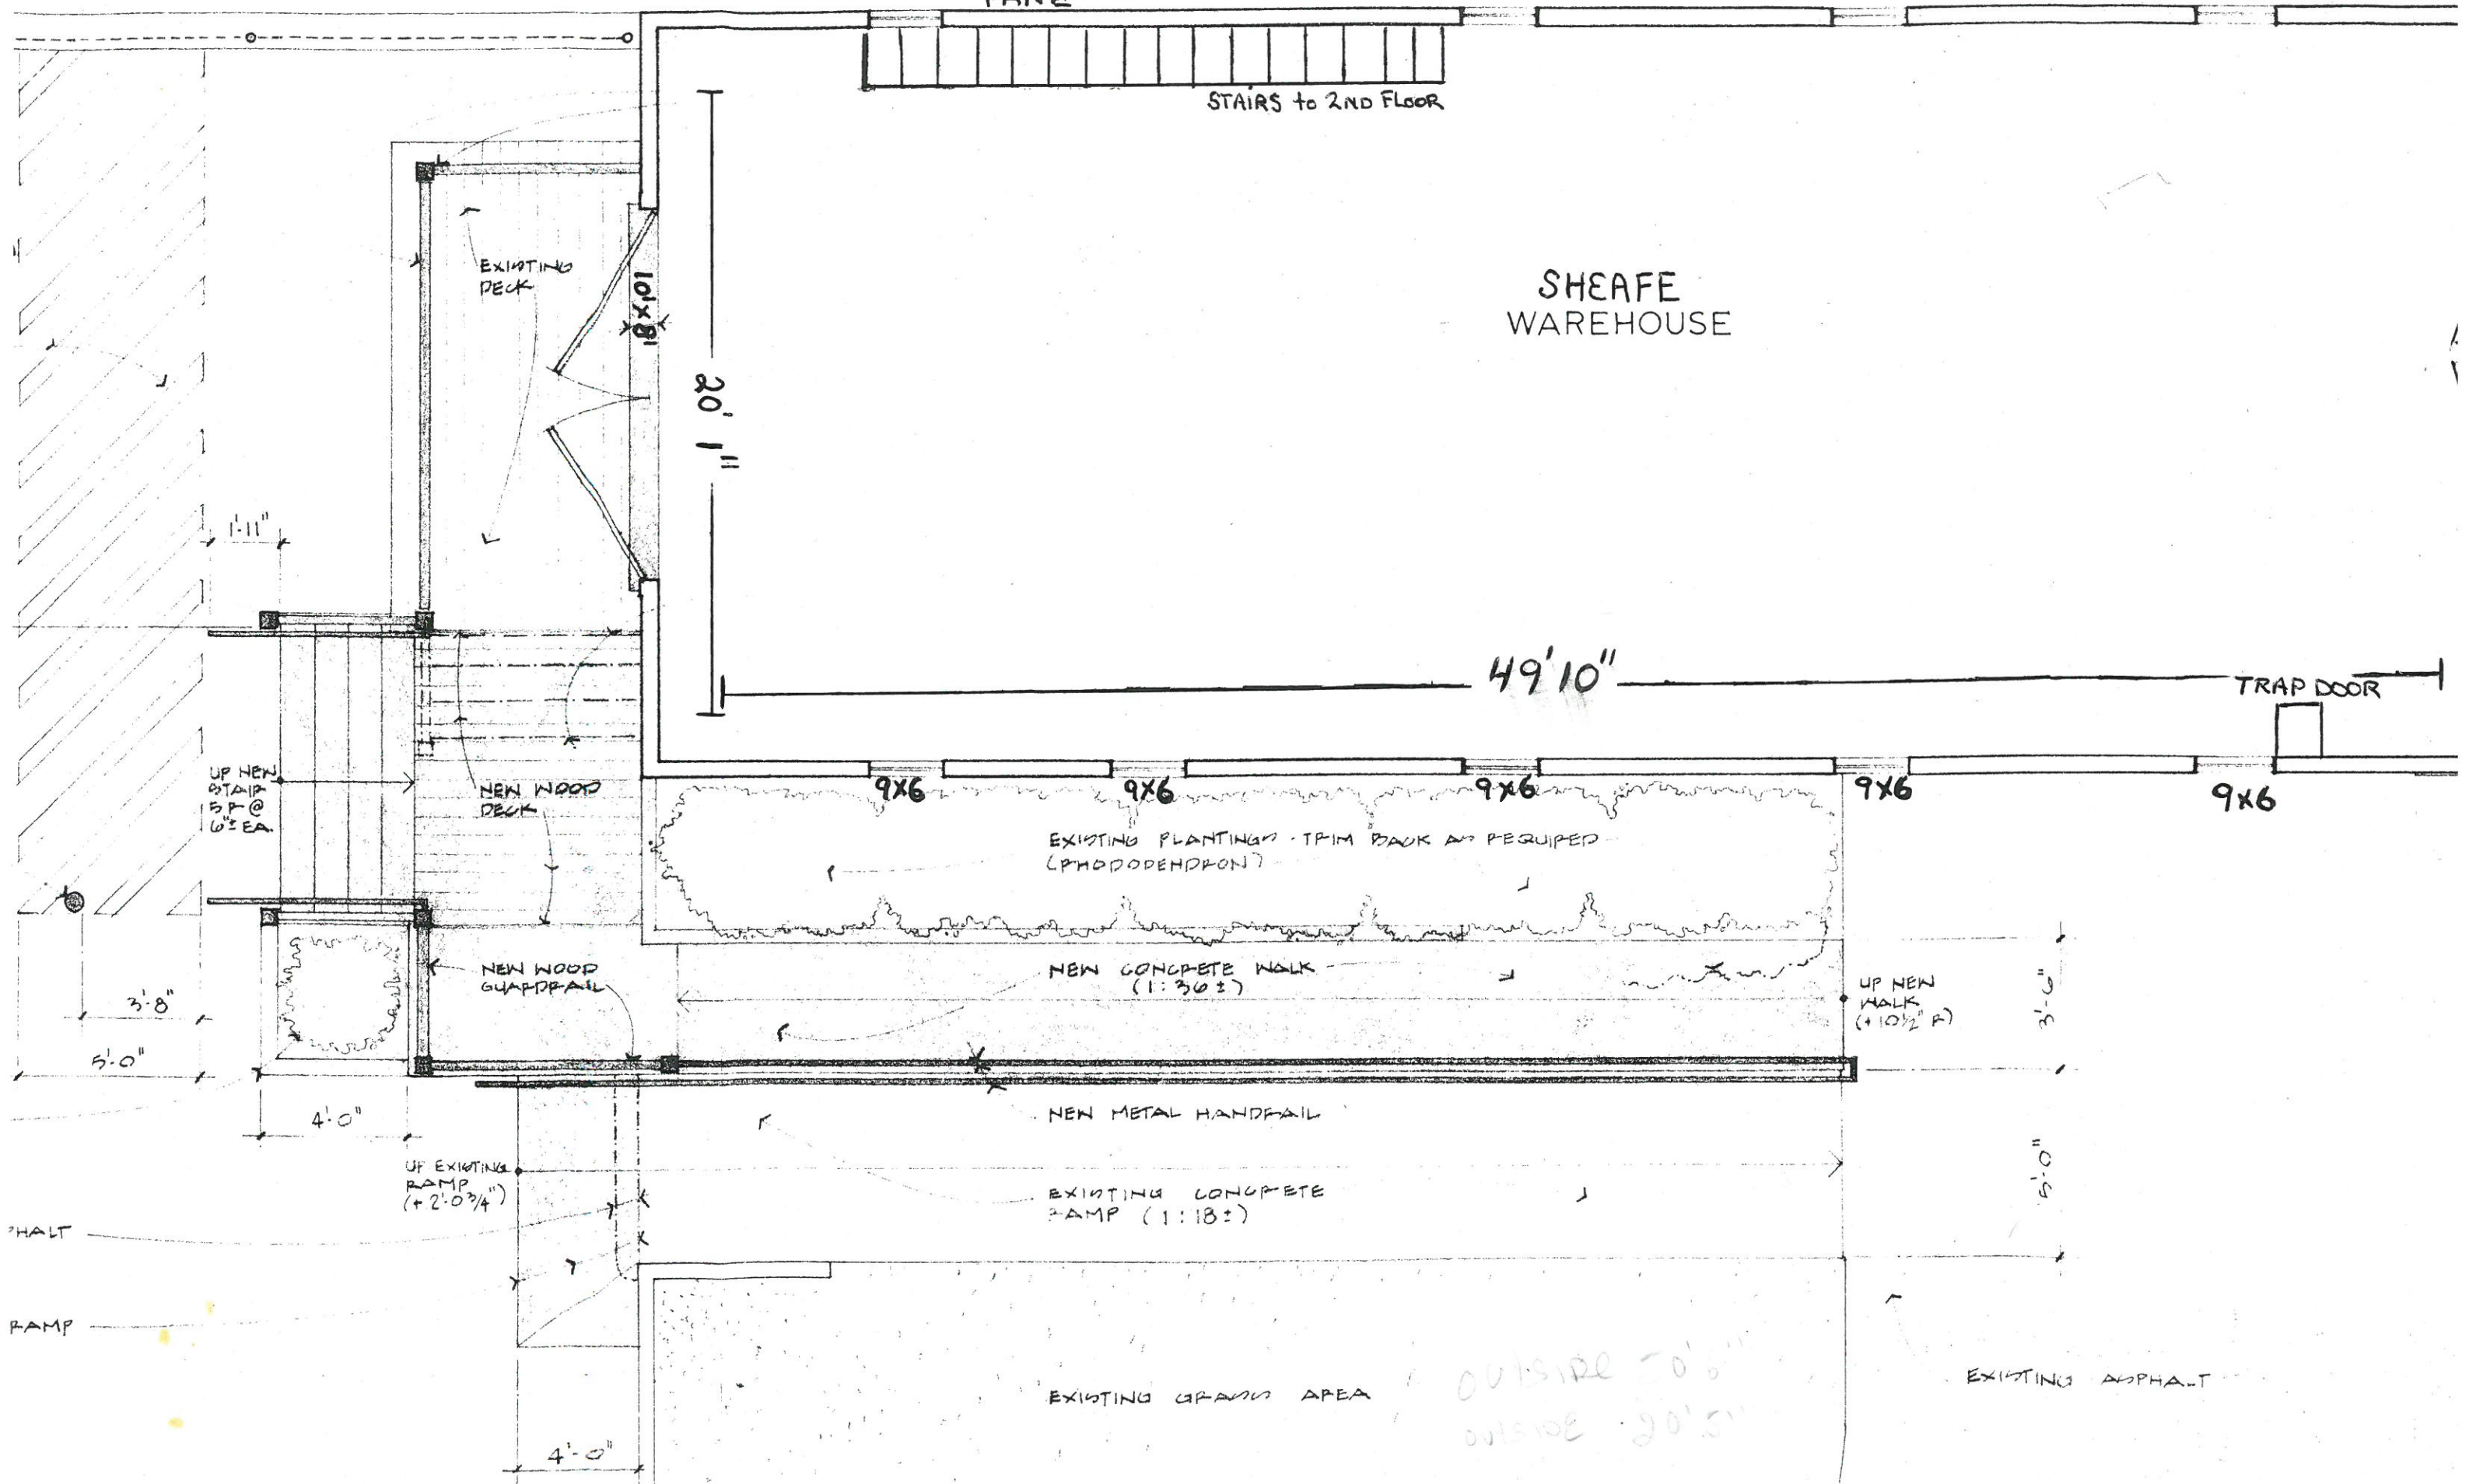 STAIRS to 2ND FLOOR
EXISTING
DECK
10'x8'
20' 1"
SHEAFE
WAREHOUSE
1'-11"
49'10"
TRAP DOOR
9x6
9x6
9x6
9x6
9x6
UP NEW
STAIR
5 R @
6"± EA.
NEW WOOD
DECK
EXISTING PLANTINGS - TRIM BACK AS REQUIRED
(RHODODENDRON)
NEW WOOD
GUARDRAIL
NEW CONCRETE WALK
(1:36±)
UP NEW
WALK
(+10½" R)
3'-6"
3'-8"
5'-0"
4'-0"
NEW METAL HANDRAIL
UP EXISTING
RAMP
(+2'-0¾")
EXISTING CONCRETE
RAMP (1:18±)
5'-0"
PHALT
RAMP
EXISTING GRASS AREA
OUTSIDE
EXISTING ASPHALT
4'-0"